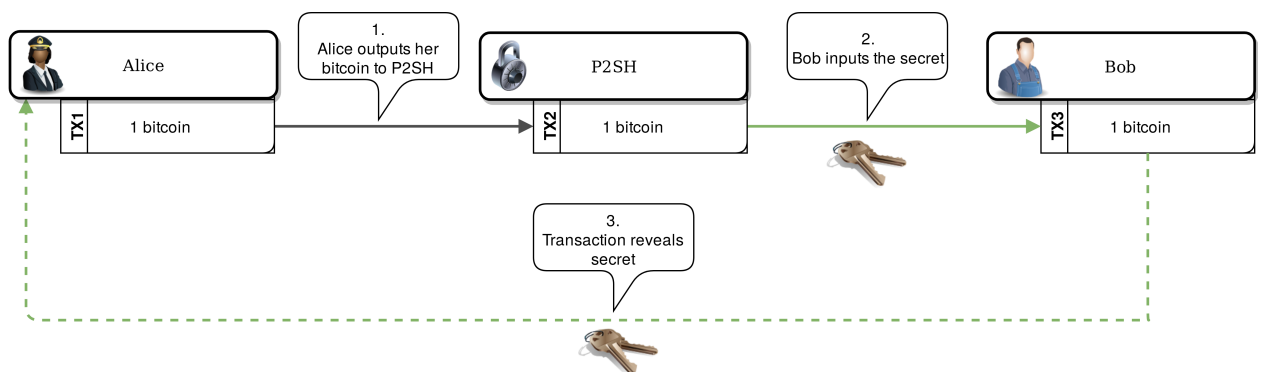 1.
Alice outputs her
bitcoin to P2SH
2.
Bob inputs the secret
Alice
P2SH
Bob
TX1
1 bitcoin
TX2
1 bitcoin
TX3
1 bitcoin
3.
Transaction reveals
secret